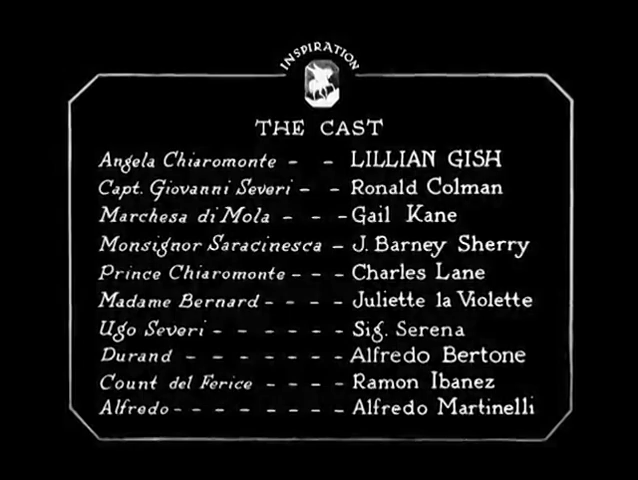 INSPIRATION
THE CAST
Angela Chiaromonte - - LILLIAN GISH
Capt. Giovanni Severi - - Ronald Colman
Marchesa di Mola - - - Gail Kane
Monsignor Saracinesca - J. Barney Sherry
Prince Chiaromonte - - - Charles Lane
Madame Bernard - - - - Juliette la Violette
Ugo Severi - - - - - - Sig. Serena
Durand - - - - - - - Alfredo Bertone
Count del Ferice - - - - Ramon Ibanez
Alfredo - - - - - - - - Alfredo Martinelli